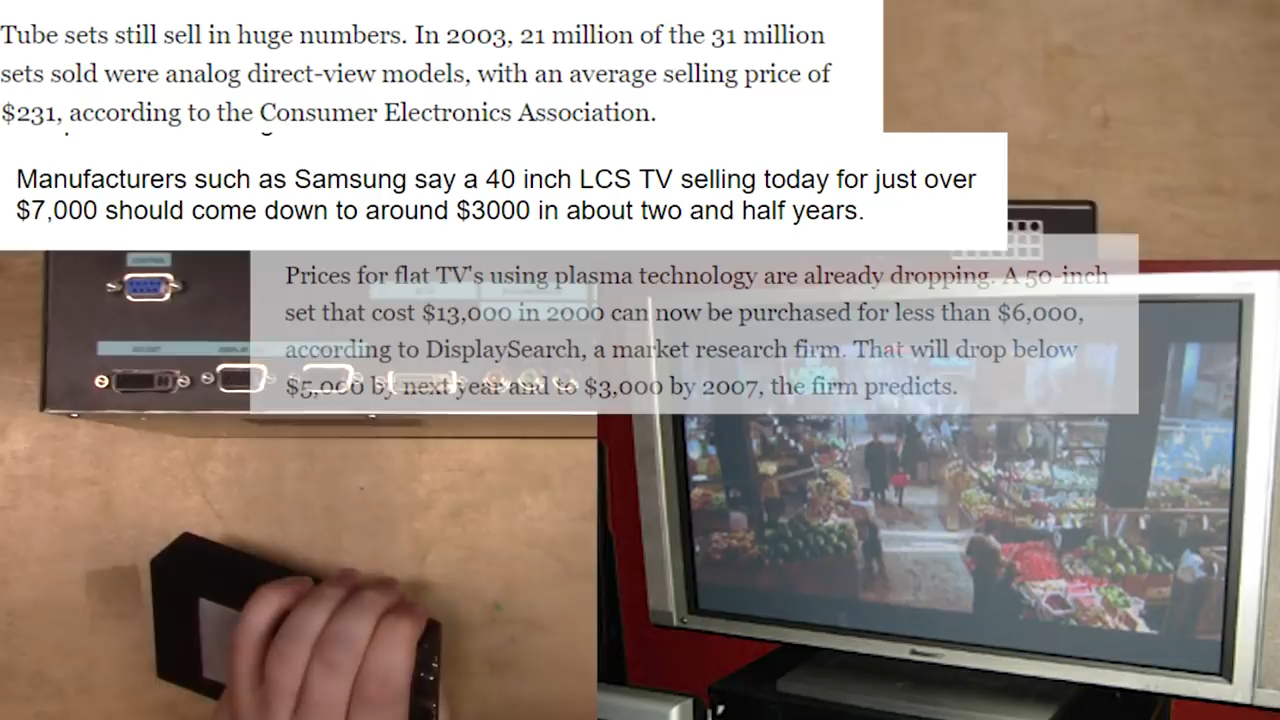 Tube sets still sell in huge numbers. In 2003, 21 million of the 31 million
sets sold were analog direct-view models, with an average selling price of
$231, according to the Consumer Electronics Association.
Manufacturers such as Samsung say a 40 inch LCS TV selling today for just over
$7,000 should come down to around $3000 in about two and half years.
Prices for flat TV's using plasma technology are already dropping. A 50-inch
set that cost $13,000 in 2000 can now be purchased for less than $6,000,
according to DisplaySearch, a market research firm. That will drop below
$5,000 by next year and to $3,000 by 2007, the firm predicts.